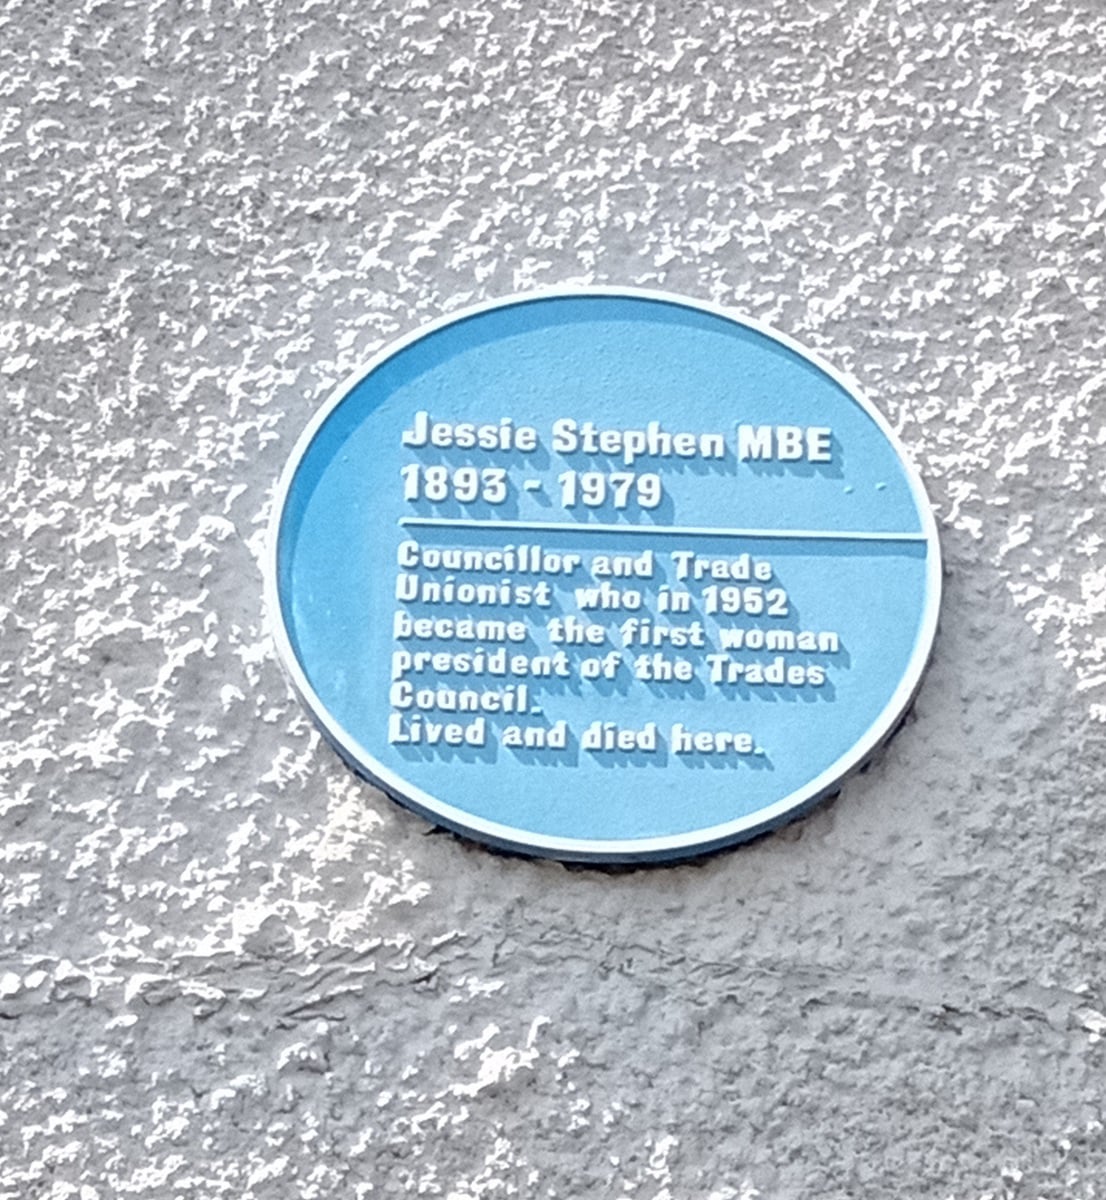 Jessie Stephen MBE
1893 - 1979
Councillor and Trade
Unionist who in 1952
became the first woman
president of the Trades
Council.
Lived and died here.